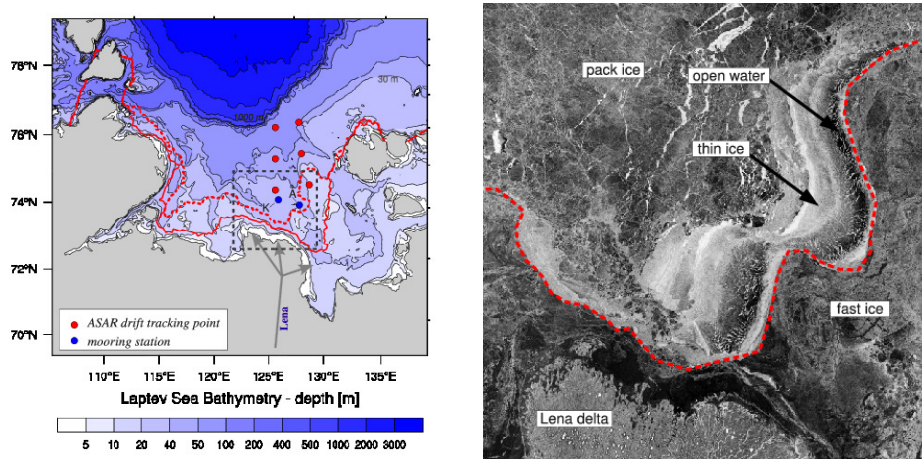 78°N
76°N
74°N
72°N
70°N
30 m
1000 m
A
Lena
ASAR drift tracking point
mooring station
110°E 115°E 120°E 125°E 130°E 135°E
Laptev Sea Bathymetry - depth [m]
5 10 20 40 50 100 200 400 500 1000 2000 3000
pack ice
open water
thin ice
fast ice
Lena delta